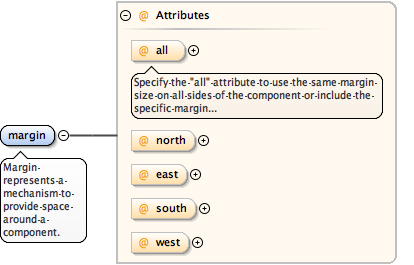 @ Attributes
@ all
Specify-the-"all"-attribute-to-use-the-same-margin-
size-on-all-sides-of-the-component-or-include-the-
specific-margin...
margin
Margin-
represents-a-
mechanism-to-
provide-space-
around-a-
component.
@ north
@ east
@ south
@ west